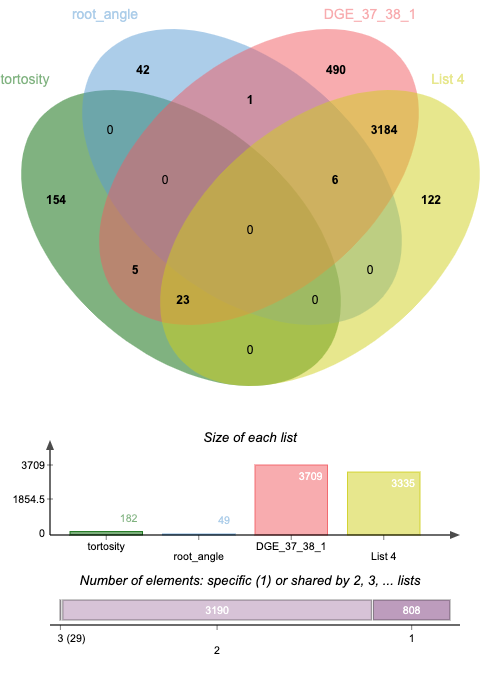 root_angle
DGE_37_38_1
tortosity
List 4
42
490
1
0
3184
0
6
154
122
0
5
0
23
0
0
Size of each list
3709
1854.5
0
182
49
3709
3335
tortosity
root_angle
DGE_37_38_1
List 4
Number of elements: specific (1) or shared by 2, 3, ... lists
3190
808
3 (29)
2
1